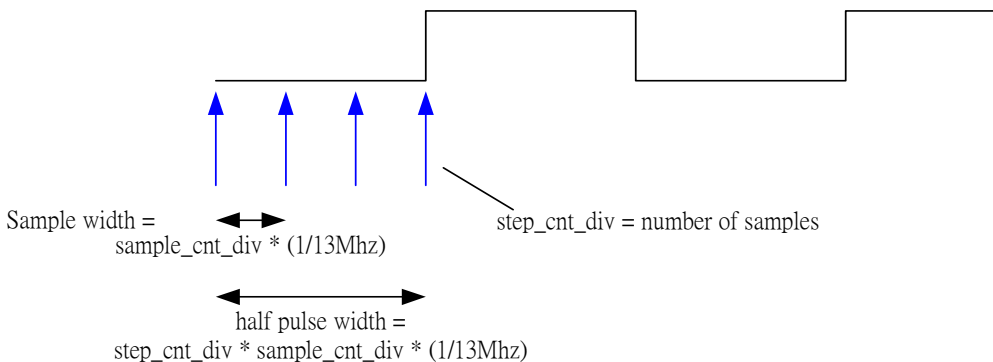 Sample width =
sample_cnt_div * (1/13Mhz)
step_cnt_div = number of samples
half pulse width =
step_cnt_div * sample_cnt_div * (1/13Mhz)